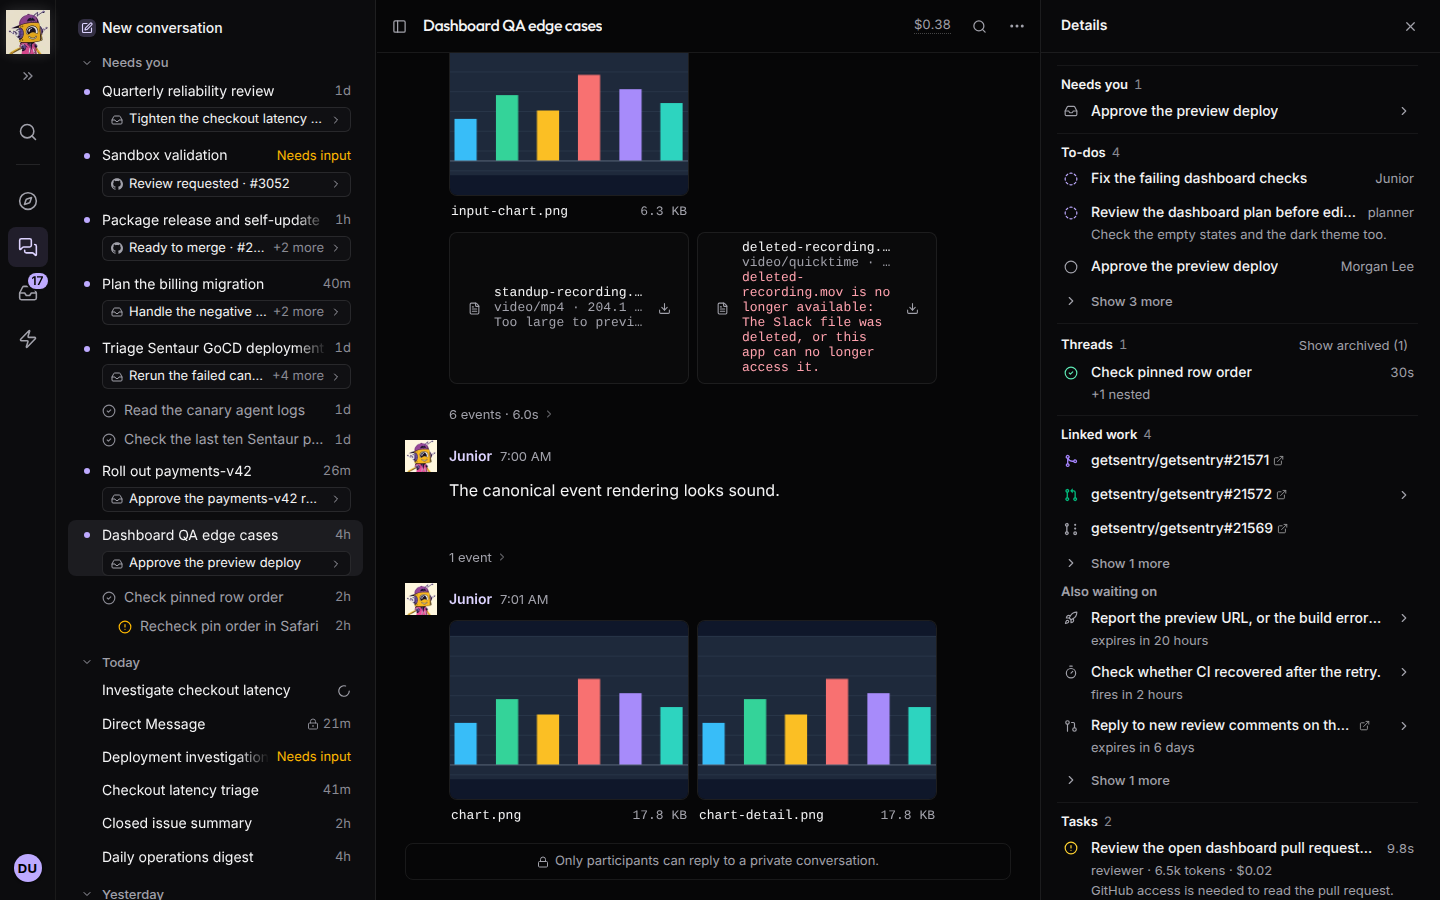 New conversation
Needs you
Quarterly reliability review 1d
Tighten the checkout latency ...
Sandbox validation Needs input
Review requested · #3052
Package release and self-update 1h
Ready to merge · #2... +2 more
Plan the billing migration 40m
Handle the negative ... +2 more
Triage Sentaur GoCD deployment 1d
Rerun the failed can... +4 more
Read the canary agent logs 1d
Check the last ten Sentaur p... 1d
Roll out payments-v42 26m
Approve the payments-v42 r...
Dashboard QA edge cases 4h
Approve the preview deploy
Check pinned row order 2h
Recheck pin order in Safari 2h
Today
Investigate checkout latency
Direct Message 21m
Deployment investigation Needs input
Checkout latency triage 41m
Closed issue summary 2h
Daily operations digest 4h
Yesterday
17
DU
Dashboard QA edge cases $0.38
input-chart.png 6.3 KB
standup-recording.…
video/mp4 · 204.1 …
Too large to previ…
deleted-recording.…
video/quicktime · …
deleted-
recording.mov is no
longer available:
The Slack file was
deleted, or this
app can no longer
access it.
6 events · 6.0s
Junior 7:00 AM
The canonical event rendering looks sound.
1 event
Junior 7:01 AM
chart.png 17.8 KB
chart-detail.png 17.8 KB
Only participants can reply to a private conversation.
Details
Needs you 1
Approve the preview deploy
To-dos 4
Fix the failing dashboard checks Junior
Review the dashboard plan before edi... planner
Check the empty states and the dark theme too.
Approve the preview deploy Morgan Lee
Show 3 more
Threads 1 Show archived (1)
Check pinned row order 30s
+1 nested
Linked work 4
getsentry/getsentry#21571
getsentry/getsentry#21572
getsentry/getsentry#21569
Show 1 more
Also waiting on
Report the preview URL, or the build error...
expires in 20 hours
Check whether CI recovered after the retry.
fires in 2 hours
Reply to new review comments on th...
expires in 6 days
Show 1 more
Tasks 2
Review the open dashboard pull request... 9.8s
reviewer · 6.5k tokens · $0.02
GitHub access is needed to read the pull request.